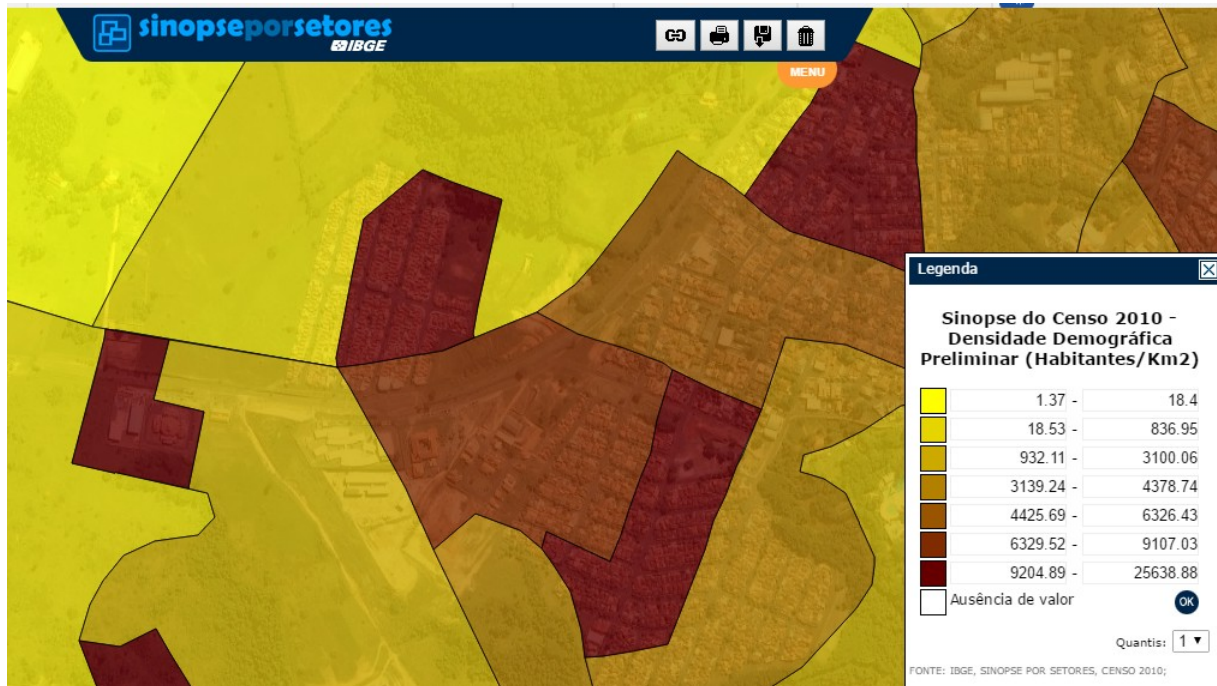 sinopseporsetores
IBGE
MENU
Legenda
Sinopse do Censo 2010 -
Densidade Demográfica
Preliminar (Habitantes/Km2)
1.37 - 18.4
18.53 - 836.95
932.11 - 3100.06
3139.24 - 4378.74
4425.69 - 6326.43
6329.52 - 9107.03
9204.89 - 25638.88
Ausência de valor OK
Quantis: 1
FONTE: IBGE, SINOPSE POR SETORES, CENSO 2010;